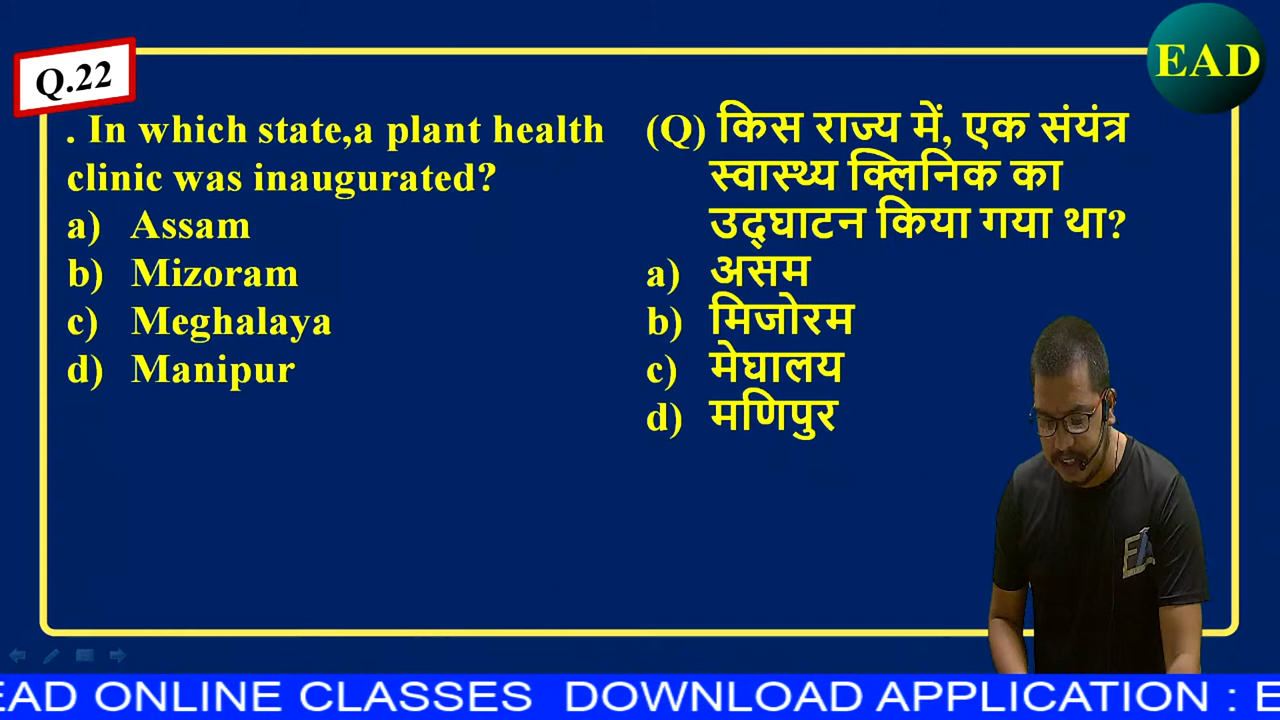 Q.22
EAD
. In which state,a plant health
clinic was inaugurated?
a) Assam
b) Mizoram
c) Meghalaya
d) Manipur
(Q) किस राज्य में, एक संयंत्र
स्वास्थ्य क्लिनिक का
उद्घाटन किया गया था?
a) असम
b) मिजोरम
c) मेघालय
d) मणिपुर
EAD ONLINE CLASSES DOWNLOAD APPLICATION : E